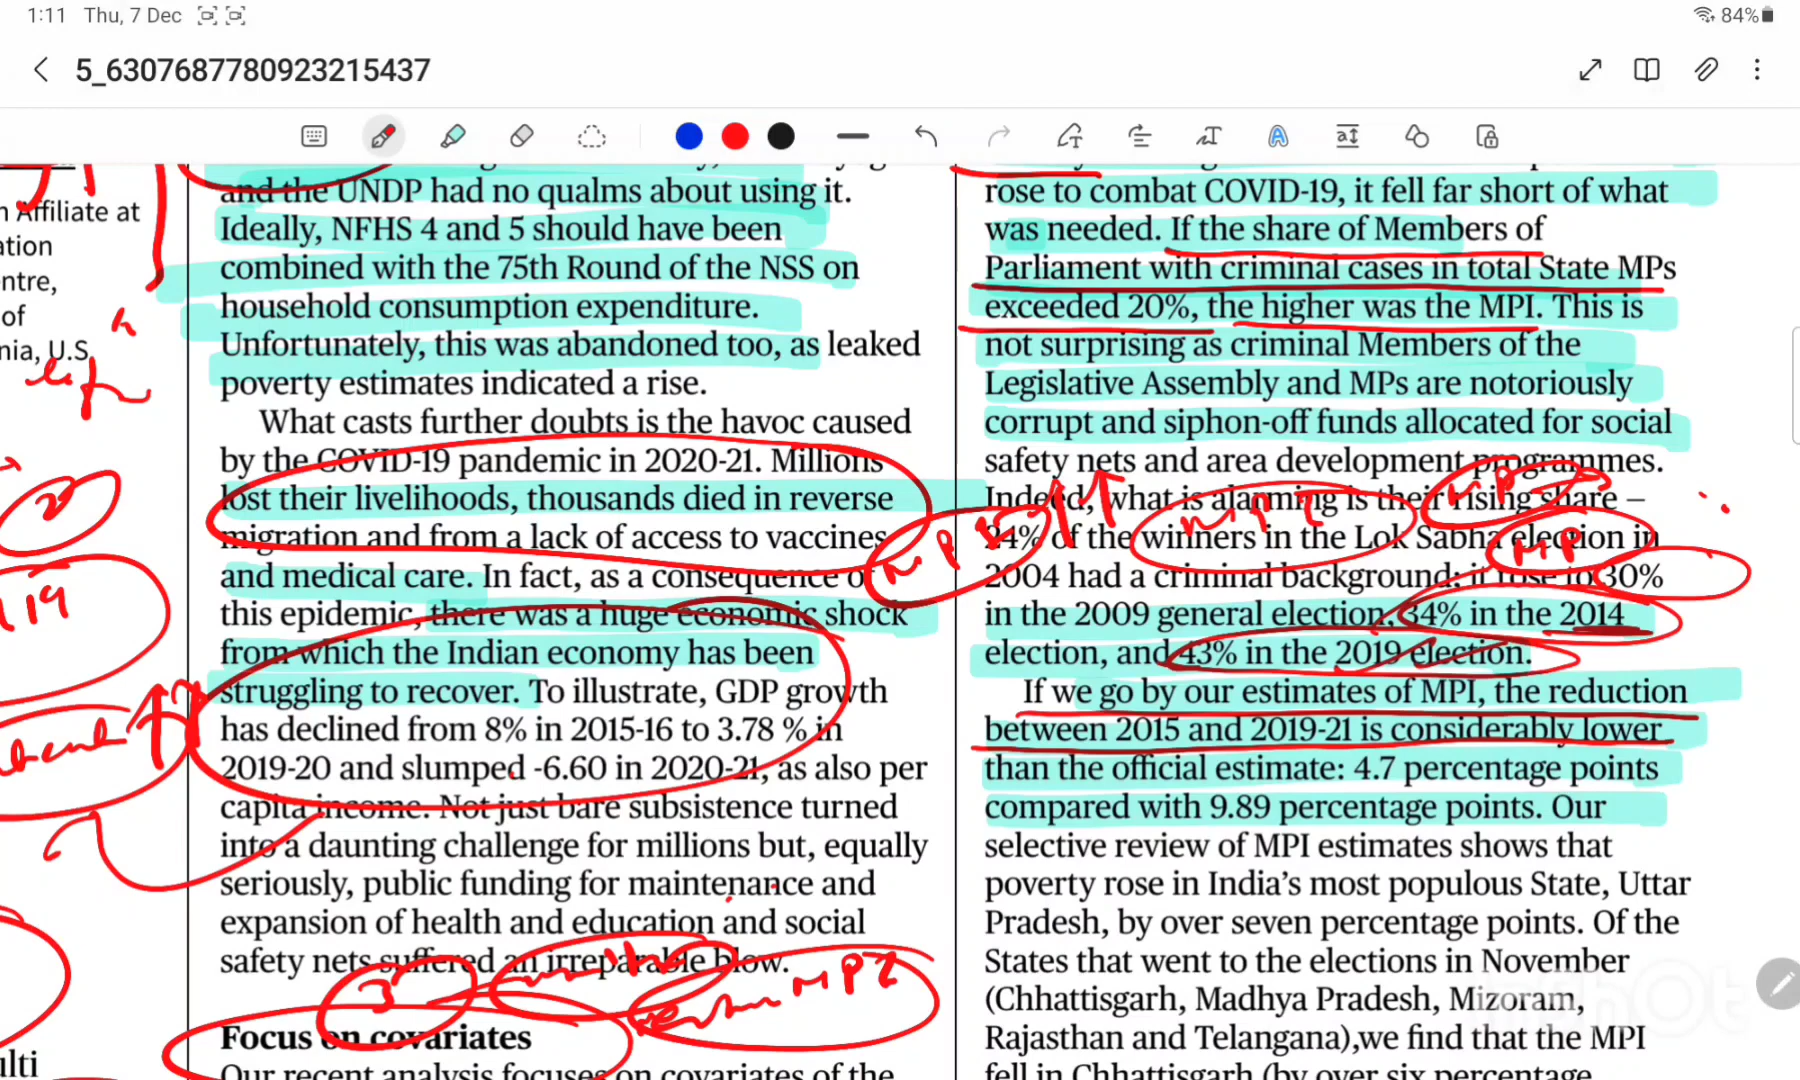 1:11 Thu, 7 Dec
84%
5_6307687780923215437
n Affiliate at
ation
entre,
of
nia, U.S.
ulti
and the UNDP had no qualms about using it.
Ideally, NFHS 4 and 5 should have been
combined with the 75th Round of the NSS on
household consumption expenditure.
Unfortunately, this was abandoned too, as leaked
poverty estimates indicated a rise.
What casts further doubts is the havoc caused
by the COVID-19 pandemic in 2020-21. Millions
lost their livelihoods, thousands died in reverse
migration and from a lack of access to vaccines
and medical care. In fact, as a consequence of
this epidemic, there was a huge economic shock
from which the Indian economy has been
struggling to recover. To illustrate, GDP growth
has declined from 8% in 2015-16 to 3.78 % in
2019-20 and slumped -6.60 in 2020-21, as also per
capita income. Not just bare subsistence turned
into a daunting challenge for millions but, equally
seriously, public funding for maintenance and
expansion of health and education and social
safety nets suffered an irreparable blow.
3
MPI
Focus on covariates
Our recent analysis focuses on covariates of the
rose to combat COVID-19, it fell far short of what
was needed. If the share of Members of
Parliament with criminal cases in total State MPs
exceeded 20%, the higher was the MPI. This is
not surprising as criminal Members of the
Legislative Assembly and MPs are notoriously
corrupt and siphon-off funds allocated for social
safety nets and area development programmes.
Indeed, what is alarming is their rising share –
24% of the winners in the Lok Sabha election in
2004 had a criminal background; it rose to 30%
in the 2009 general election, 34% in the 2014
election, and 43% in the 2019 election.
If we go by our estimates of MPI, the reduction
between 2015 and 2019-21 is considerably lower
than the official estimate: 4.7 percentage points
compared with 9.89 percentage points. Our
selective review of MPI estimates shows that
poverty rose in India's most populous State, Uttar
Pradesh, by over seven percentage points. Of the
States that went to the elections in November
(Chhattisgarh, Madhya Pradesh, Mizoram,
Rajasthan and Telangana),we find that the MPI
fell in Chhattisgarh (by over six percentage